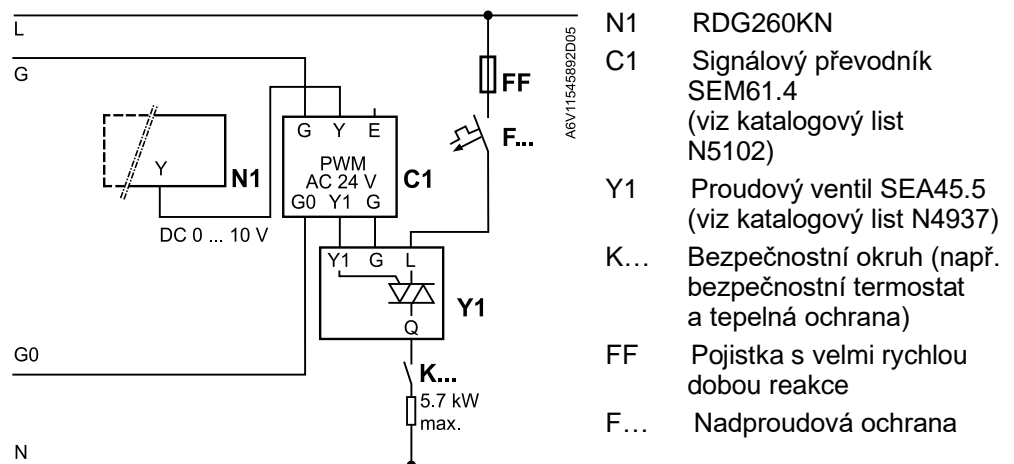 L
G
FF
A6V11545892D05
F...
G Y E
PWM
AC 24 V
G0 Y1 G
C1
Y
N1
DC 0 ... 10 V
Y1 G L
Q
Y1
G0
K...
5.7 kW
max.
N
N1 RDG260KN
C1 Signálový převodník
SEM61.4
(viz katalogový list
N5102)
Y1 Proudový ventil SEA45.5
(viz katalogový list N4937)
K… Bezpečnostní okruh (např.
bezpečnostní termostat
a tepelná ochrana)
FF Pojistka s velmi rychlou
dobou reakce
F… Nadproudová ochrana